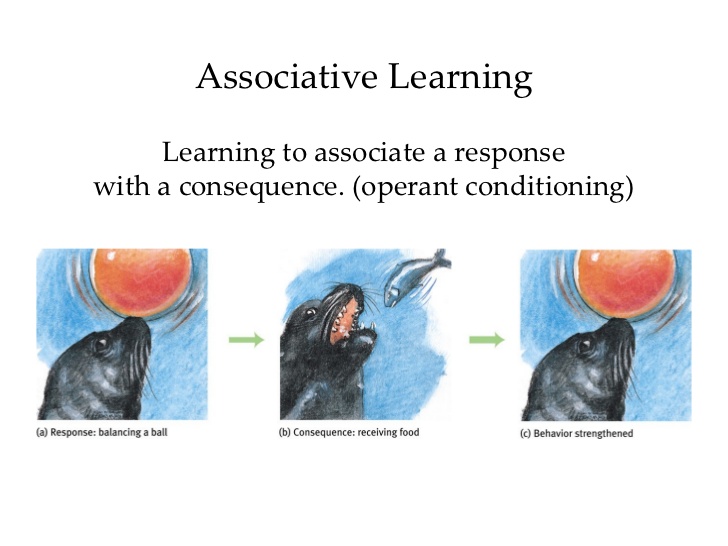 Associative Learning
Learning to associate a response
with a consequence. (operant conditioning)
(a) Response: balancing a ball
(b) Consequence: receiving food
(c) Behavior strengthened